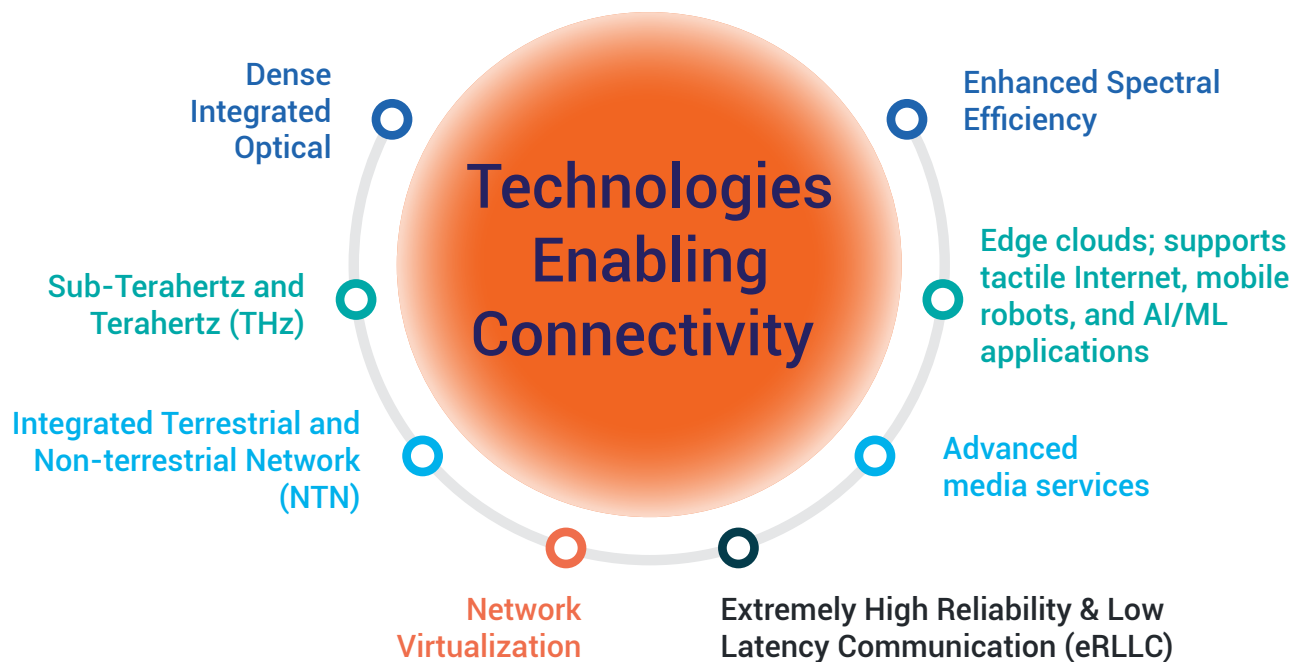 Technologies
Enabling
Connectivity
Dense
Integrated
Optical
Sub-Terahertz and
Terahertz (THz)
Integrated Terrestrial and
Non-terrestrial Network
(NTN)
Network
Virtualization
Extremely High Reliability & Low
Latency Communication (eRLLC)
Advanced
media services
Edge clouds; supports
tactile Internet, mobile
robots, and AI/ML
applications
Enhanced Spectral
Efficiency